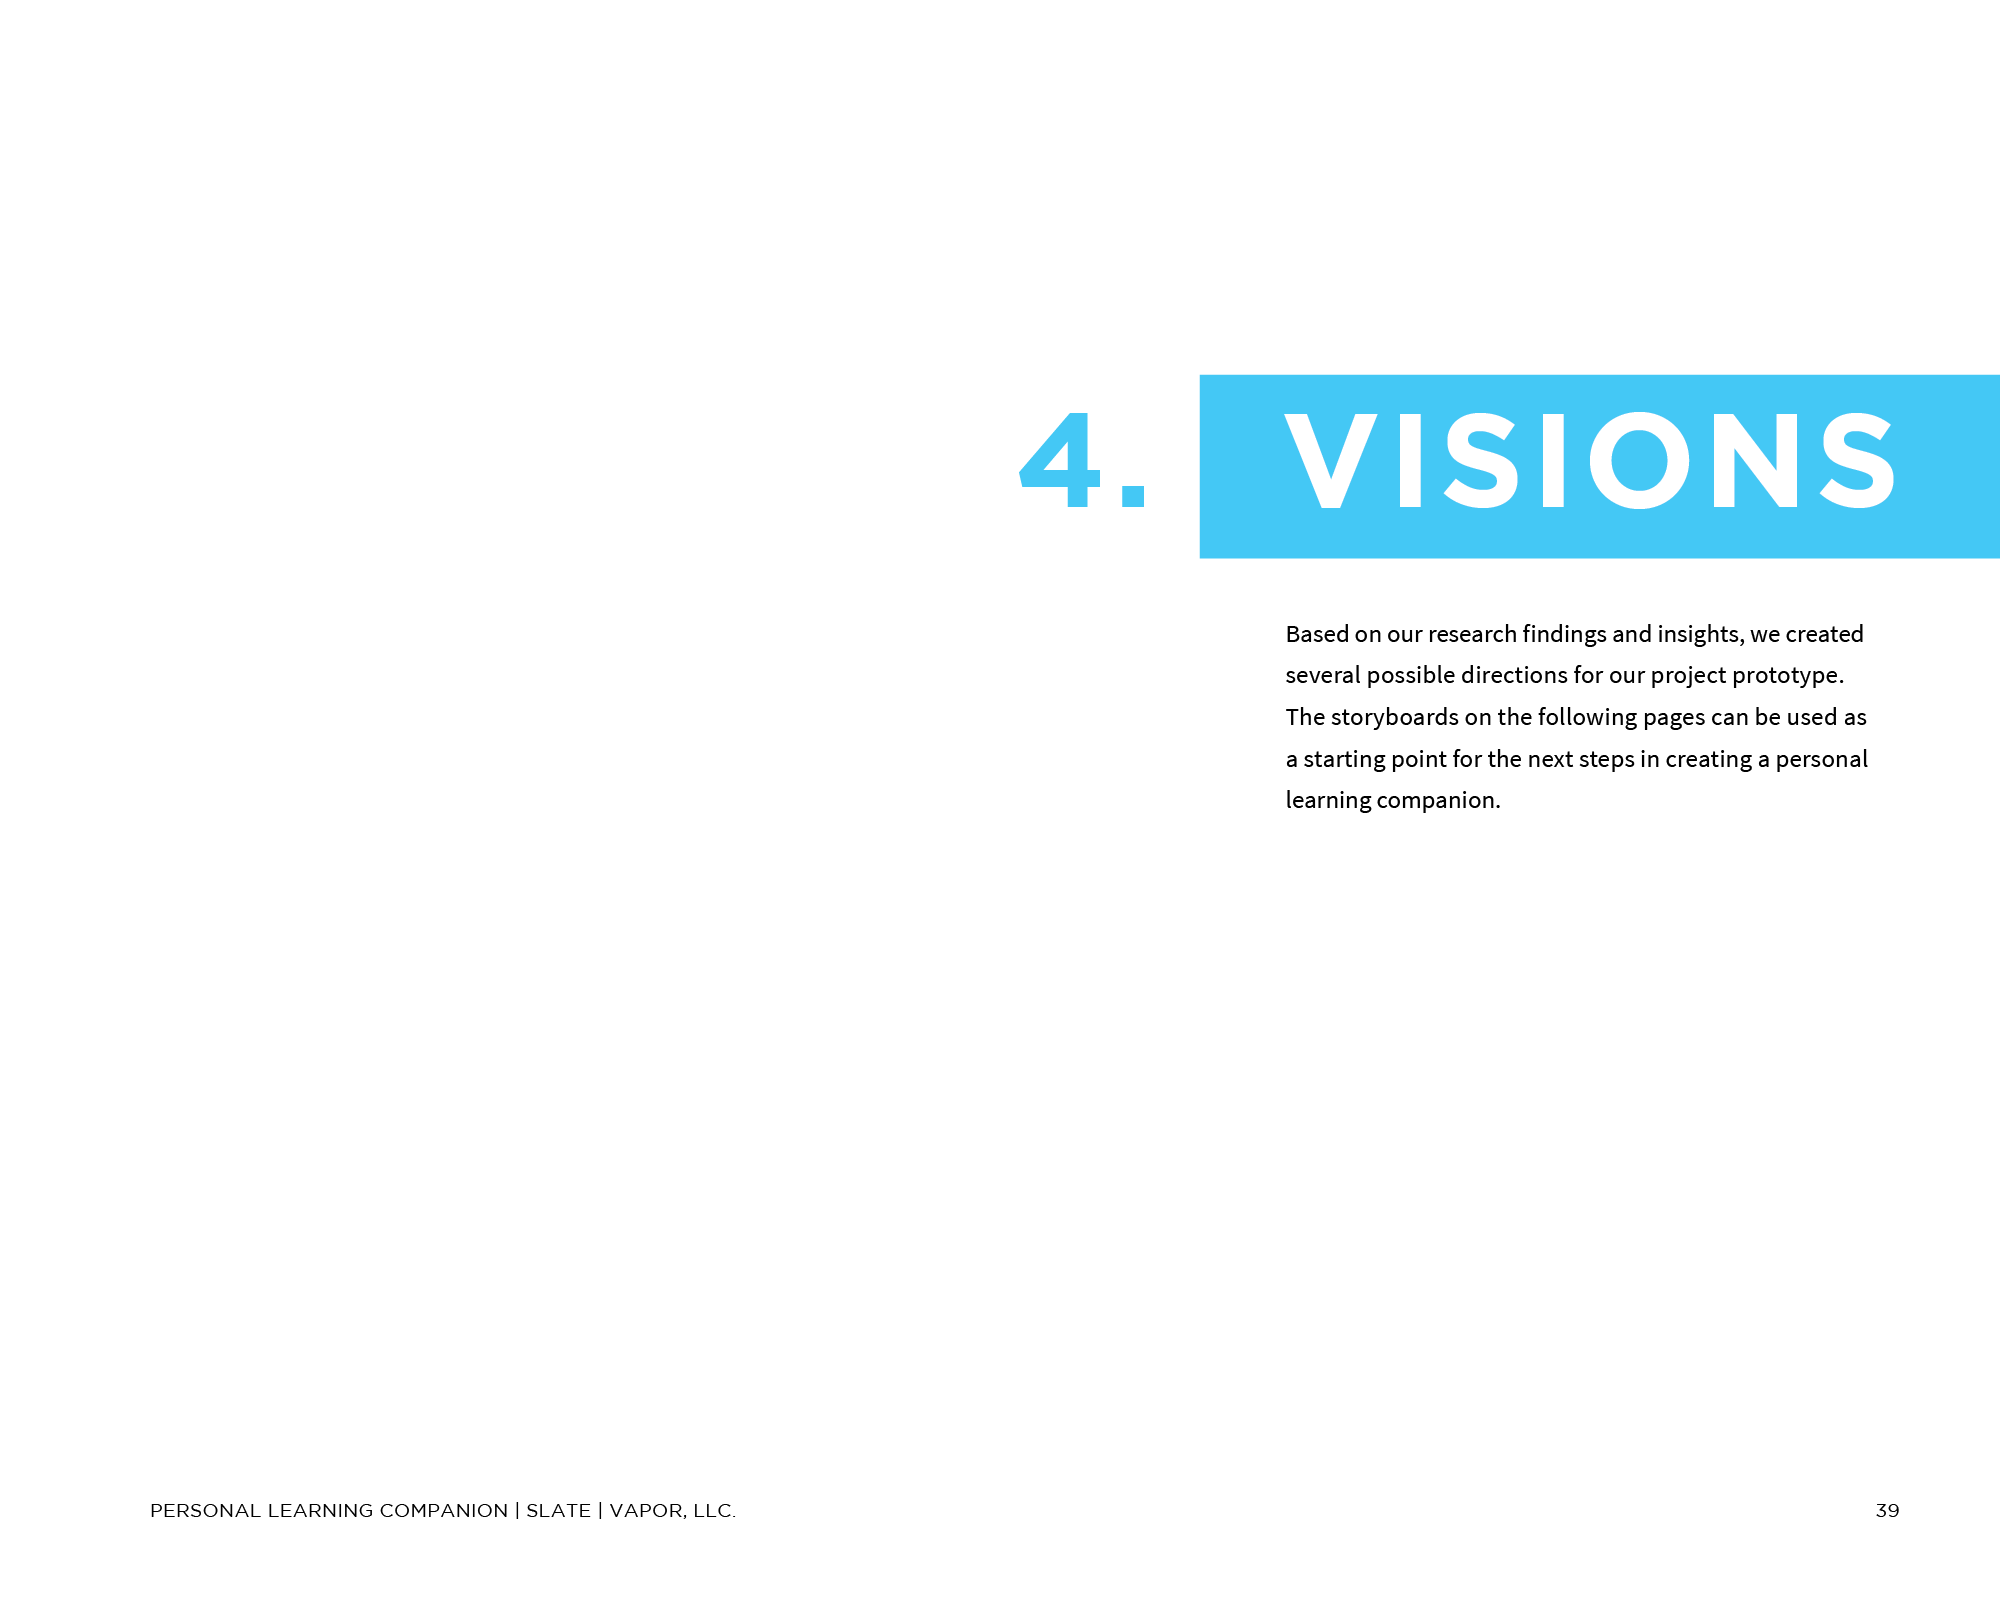 4. VISIONS
Based on our research findings and insights, we created
several possible directions for our project prototype.
The storyboards on the following pages can be used as
a starting point for the next steps in creating a personal
learning companion.
PERSONAL LEARNING COMPANION | SLATE | VAPOR, LLC.
39